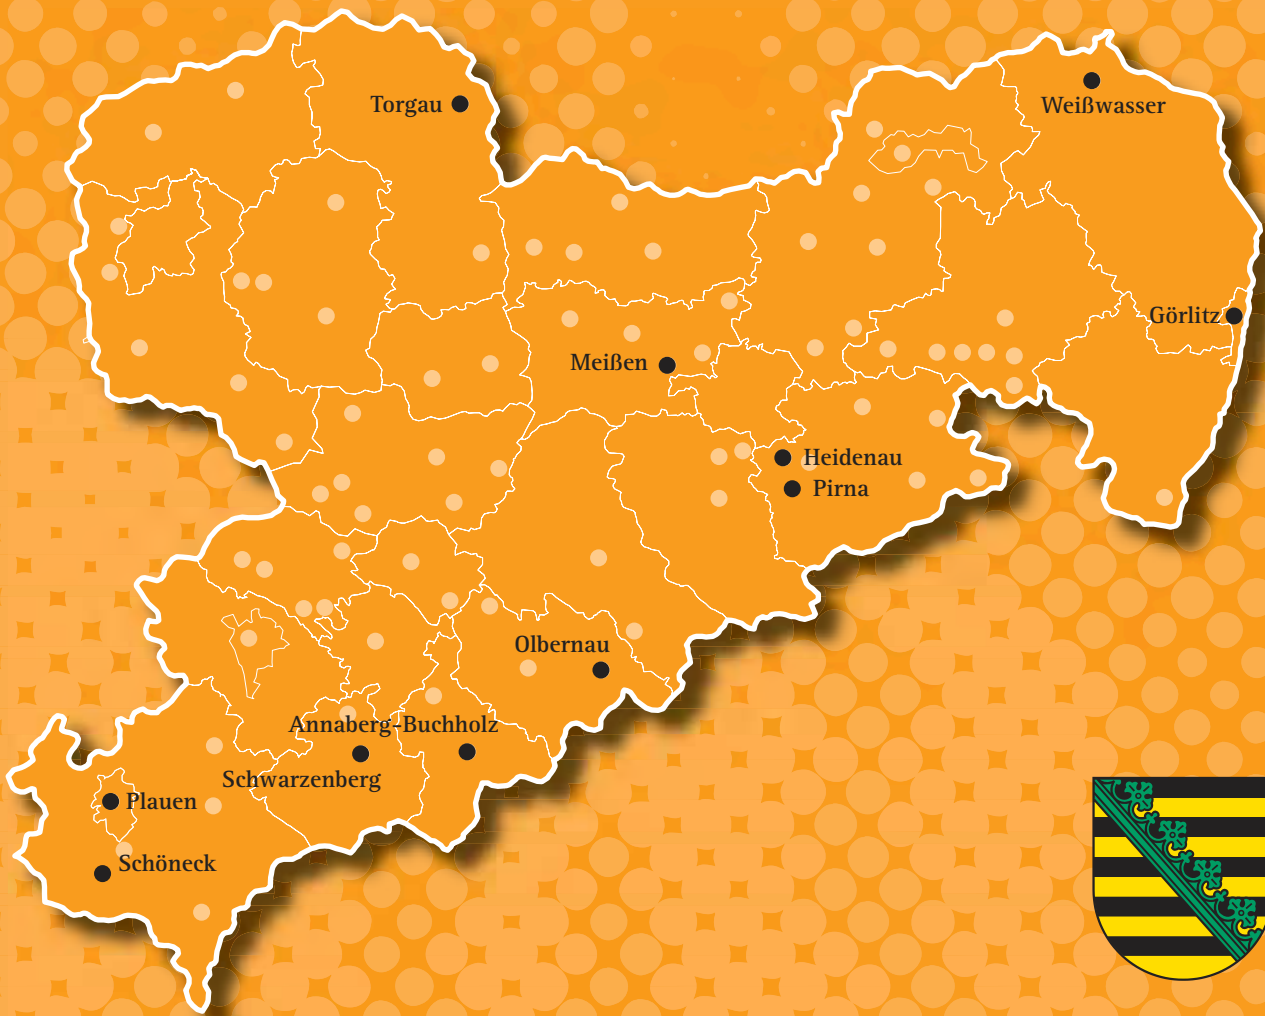 Torgau
Weißwasser
Görlitz
Meißen
Heidenau
Pirna
Olbernau
Annaberg-Buchholz
Schwarzenberg
Plauen
Schöneck